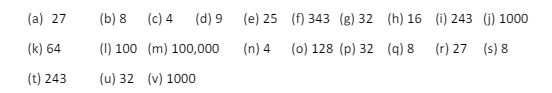 (a) 27 (b) 8 (c) 4 (d) 9 (e) 25 (f) 343 (g) 32 (h) 16 (i) 243 (j) 1000
(k) 64 (l) 100 (m) 100,000 (n) 4 (o) 128 (p) 32 (q) 8 (r) 27 (s) 8
(t) 243 (u) 32 (v) 1000